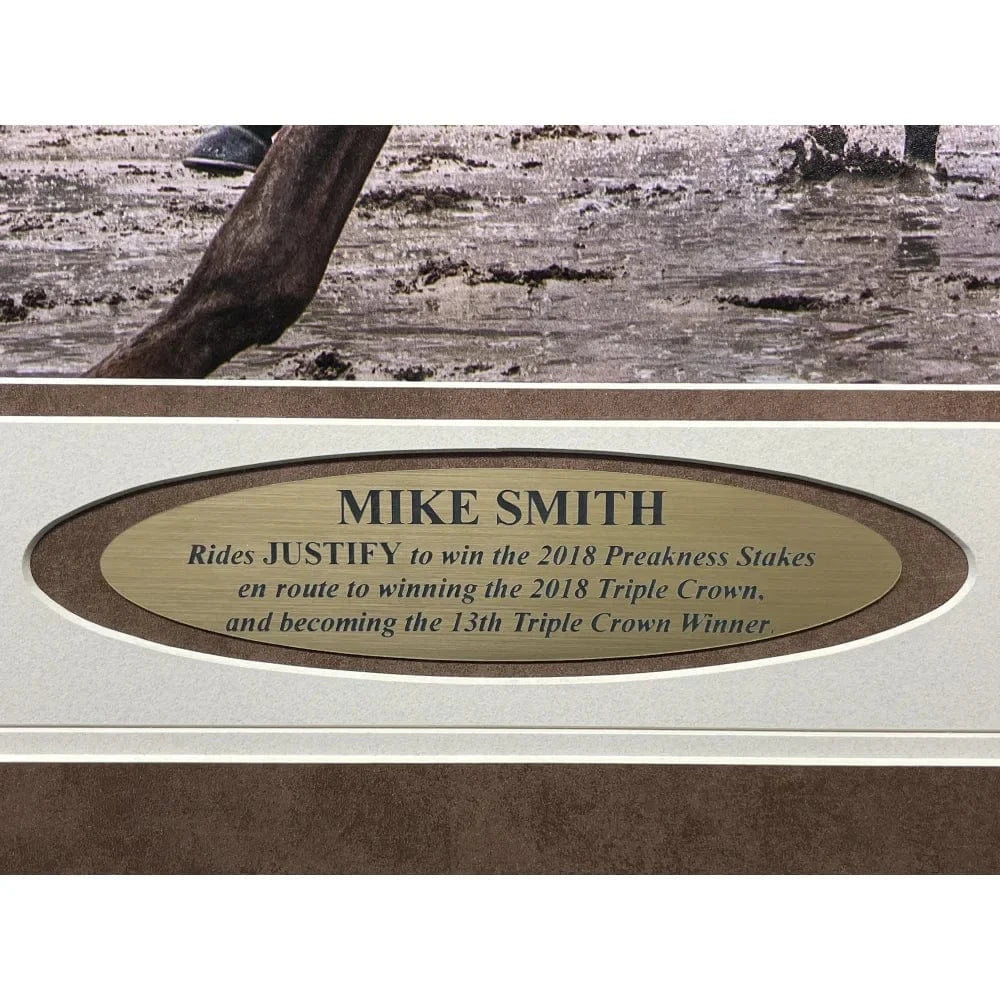 MIKE SMITH
Rides JUSTIFY to win the 2018 Preakness Stakes
en route to winning the 2018 Triple Crown,
and becoming the 13th Triple Crown Winner.